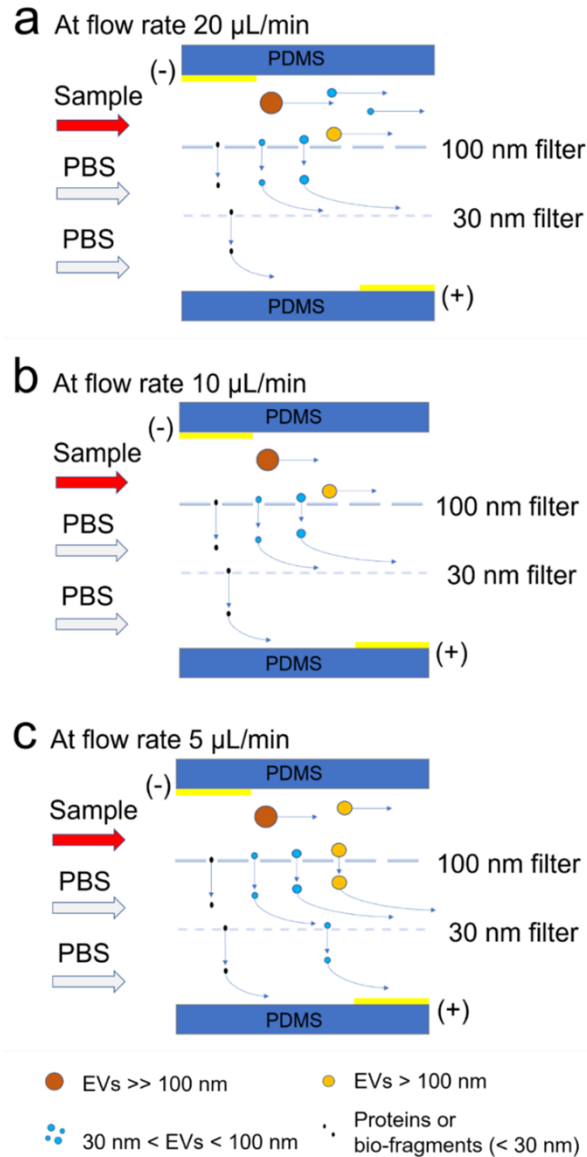 a At flow rate 20 µL/min
PDMS
(-)
Sample
100 nm filter
PBS
30 nm filter
PBS
(+)
PDMS
b At flow rate 10 µL/min
PDMS
(-)
Sample
100 nm filter
PBS
30 nm filter
PBS
(+)
PDMS
c At flow rate 5 µL/min
PDMS
(-)
Sample
100 nm filter
PBS
30 nm filter
PBS
(+)
PDMS
EVs >> 100 nm
EVs > 100 nm
30 nm < EVs < 100 nm
Proteins or
bio-fragments (< 30 nm)